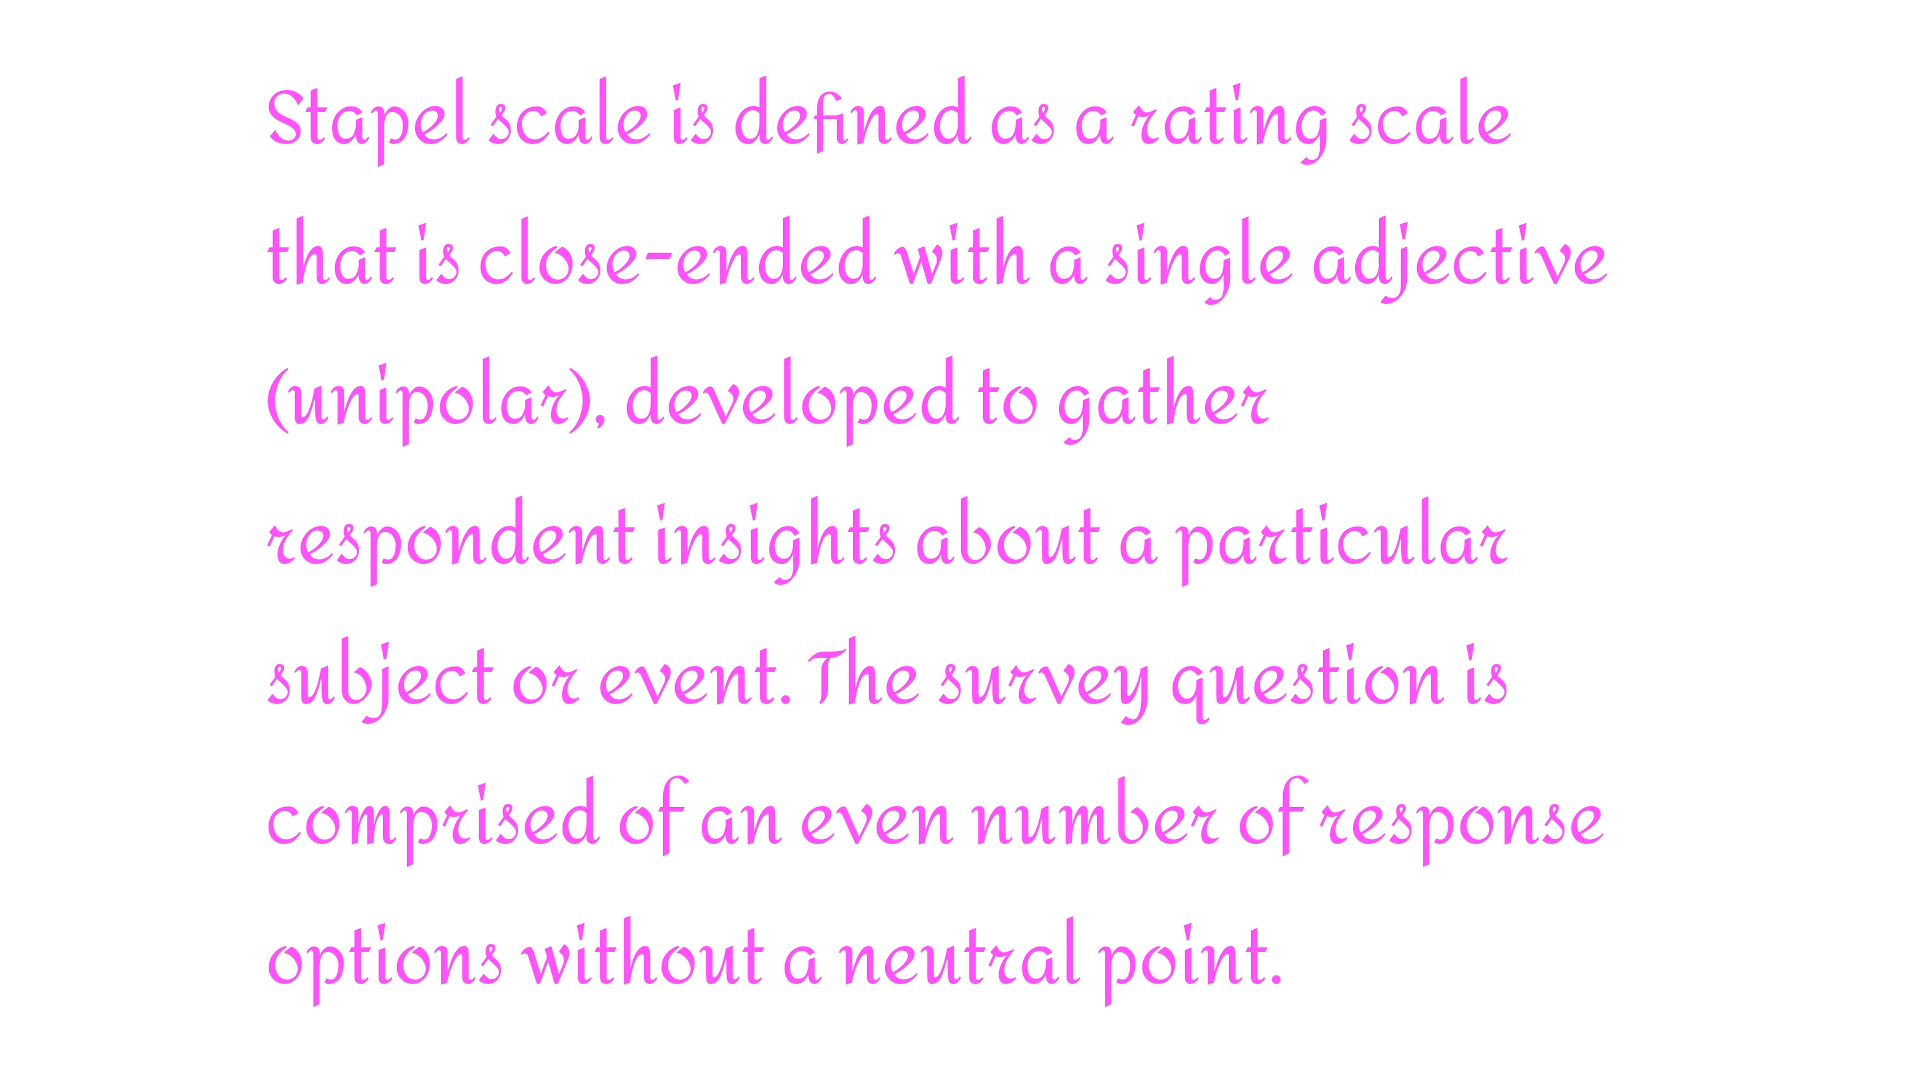 Stapel scale is defined as a rating scale
that is close-ended with a single adjective
(unipolar), developed to gather
respondent insights about a particular
subject or event. The survey question is
comprised of an even number of response
options without a neutral point.